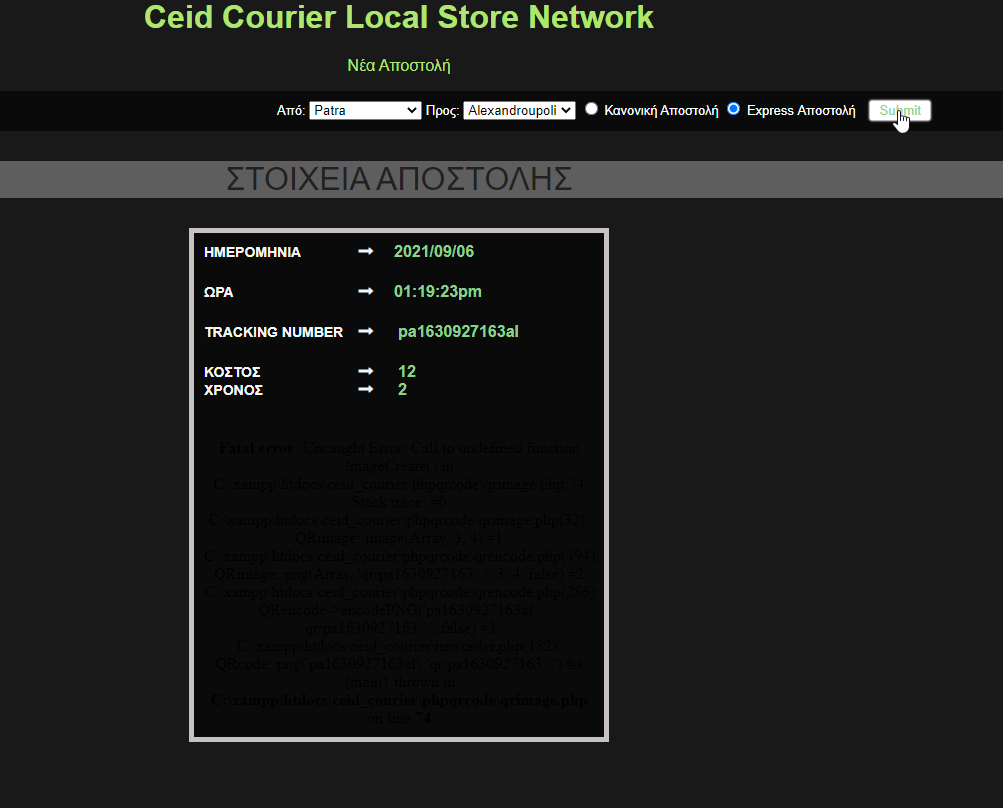 Ceid Courier Local Store Network
Νέα Αποστολή
Από: Patra Προς: Alexandroupoli Κανονική Αποστολή Express Αποστολή Submit
ΣΤΟΙΧΕΙΑ ΑΠΟΣΤΟΛΗΣ
ΗΜΕΡΟΜΗΝΙΑ ➞ 2021/09/06
ΩΡΑ ➞ 01:19:23pm
TRACKING NUMBER ➞ pa1630927163al
ΚΟΣΤΟΣ ➞ 12
ΧΡΟΝΟΣ ➞ 2
Fatal error: Uncaught Error: Call to undefined function
ImageCreate() in
C:\xampp\htdocs\ceid_courier\phpqrcode\qrimage.php:74
Stack trace: #0
C:\xampp\htdocs\ceid_courier\phpqrcode\qrimage.php(32):
QRimage::image(Array, 3, 4) #1
C:\xampp\htdocs\ceid_courier\phpqrcode\qrencode.php(494):
QRimage::png(Array, 'qr/pa1630927163...', 3, 4, false) #2
C:\xampp\htdocs\ceid_courier\phpqrcode\qrencode.php(286):
QRencode->encodePNG('pa1630927163al',
'qr/pa1630927163...', false) #3
C:\xampp\htdocs\ceid_courier\neworder.php(182):
QRcode::png('pa1630927163al', 'qr/pa1630927163...') #4
{main} thrown in
C:\xampp\htdocs\ceid_courier\phpqrcode\qrimage.php
on line 74